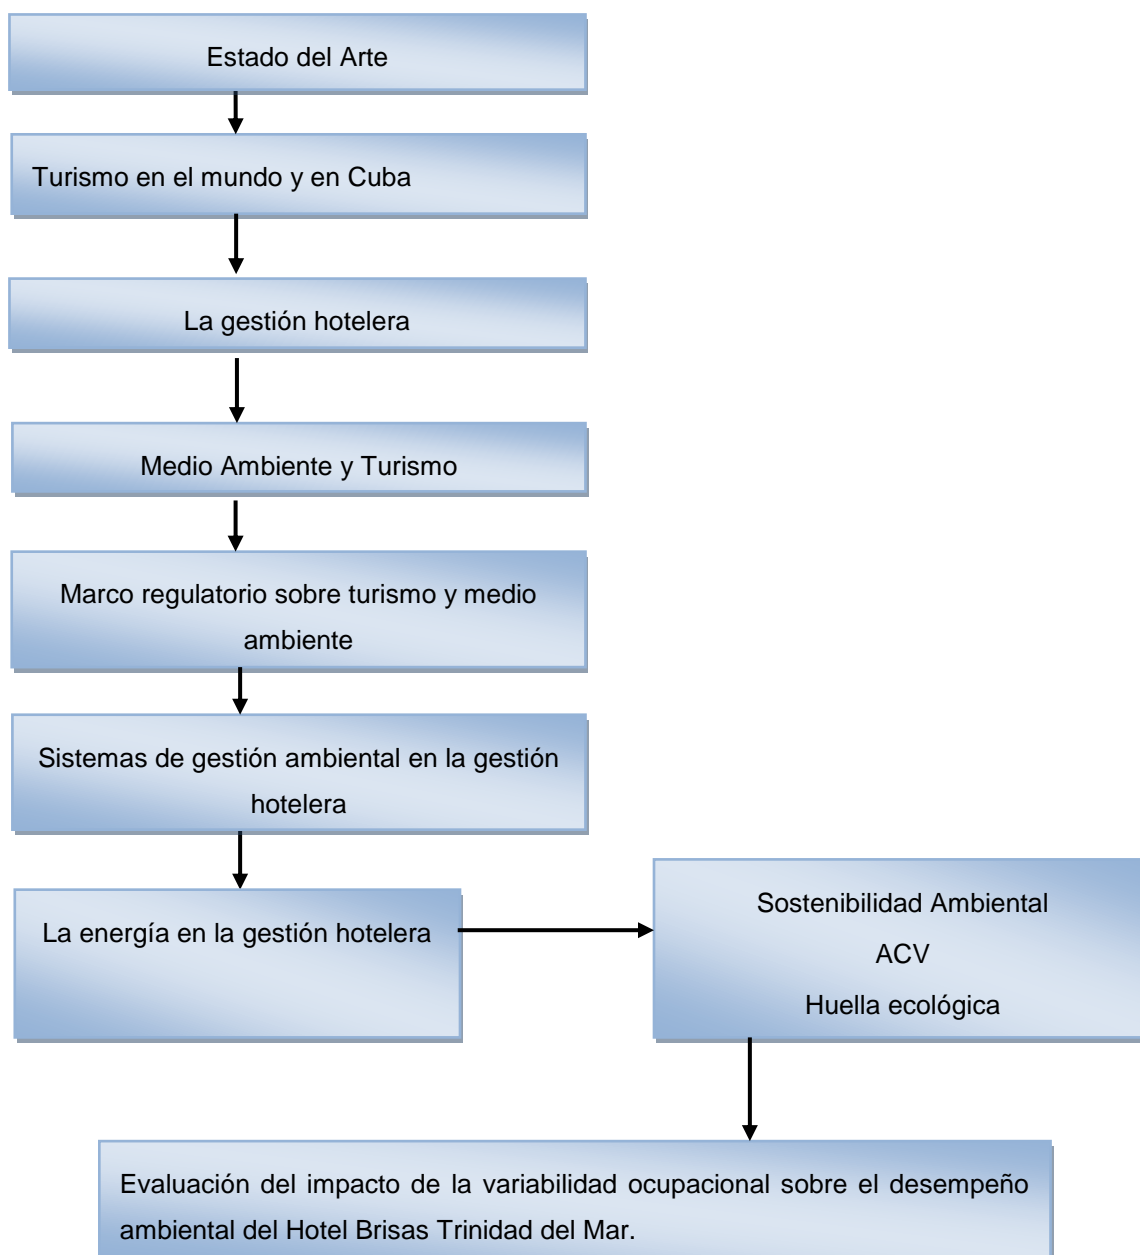 Estado del Arte
Turismo en el mundo y en Cuba
La gestión hotelera
Medio Ambiente y Turismo
Marco regulatorio sobre turismo y medio
ambiente
Sistemas de gestión ambiental en la gestión
hotelera
La energía en la gestión hotelera
Sostenibilidad Ambiental
ACV
Huella ecológica
Evaluación del impacto de la variabilidad ocupacional sobre el desempeño
ambiental del Hotel Brisas Trinidad del Mar.